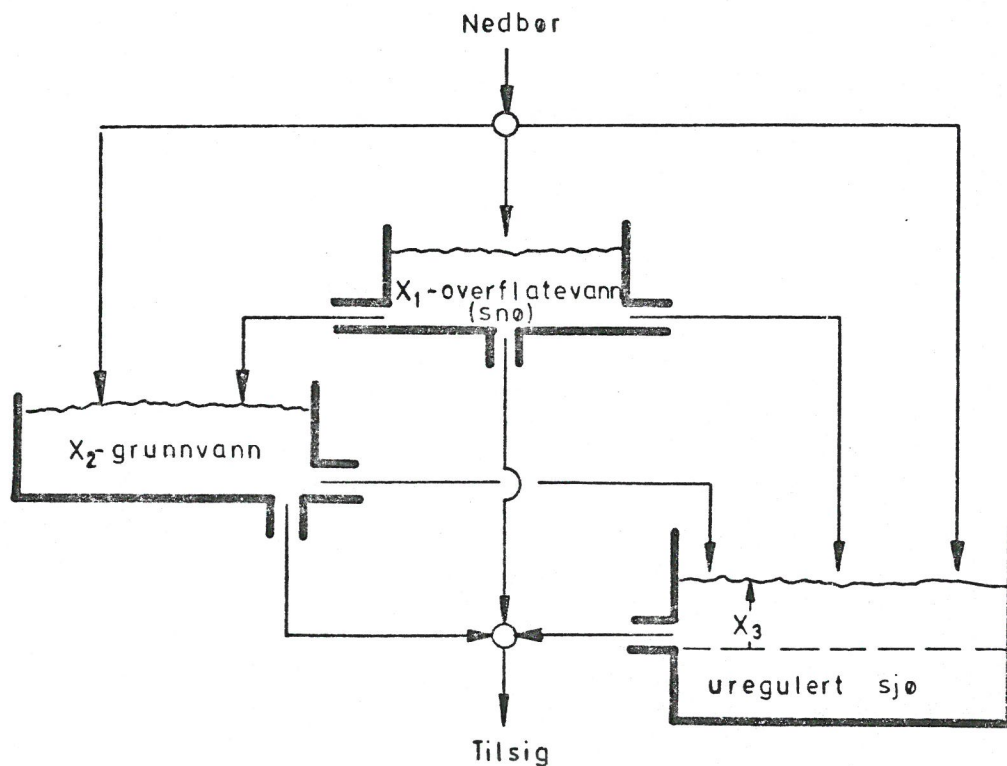 Nedbør
X₁-overflatevann
(snø)
X₂-grunnvann
X₃
uregulert sjø
Tilsig